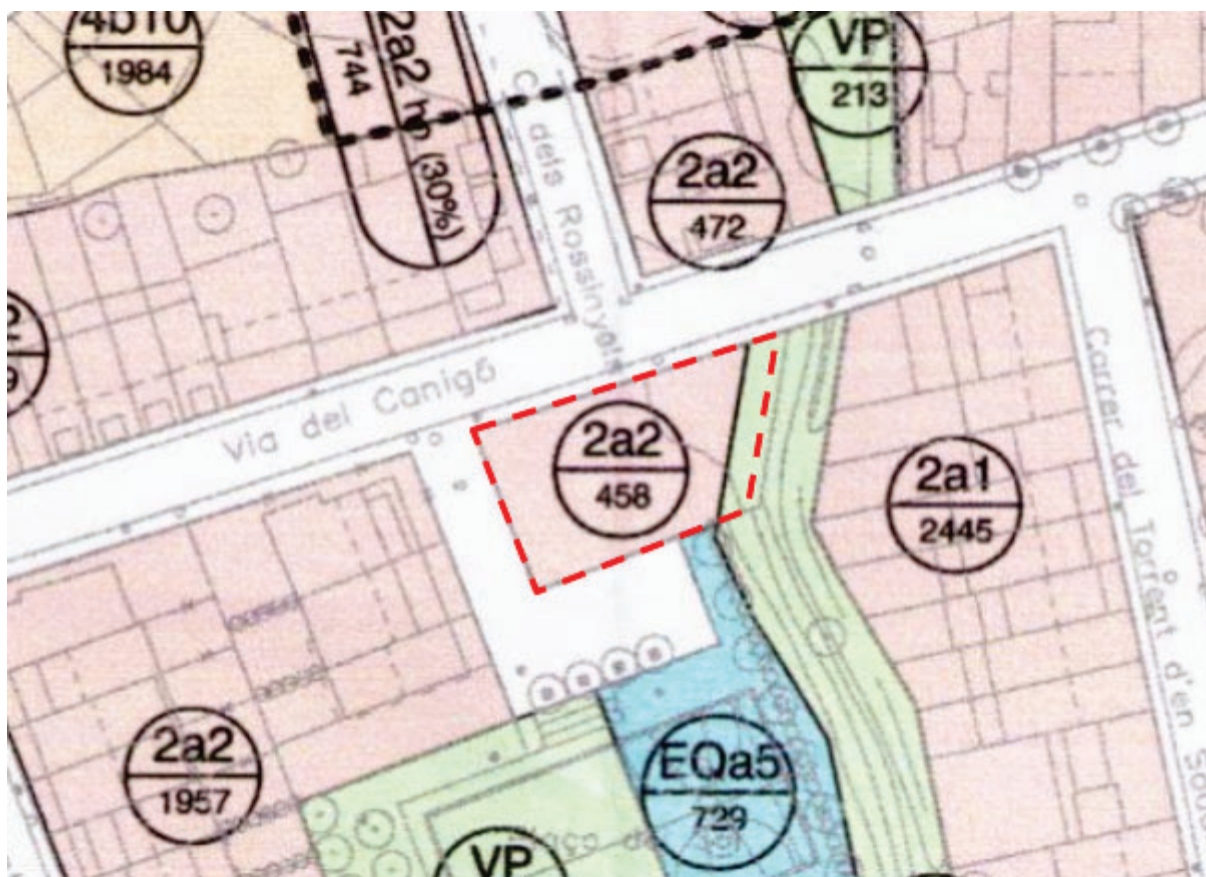 4b10
1984
2a2 hp (30%)
744
VP
213
C. dels Rossinyols
2a2
472
Via del Canigó
2a2
458
2a1
2445
Carrer del Torrent d'en
2a2
1957
EQa5
729
VP